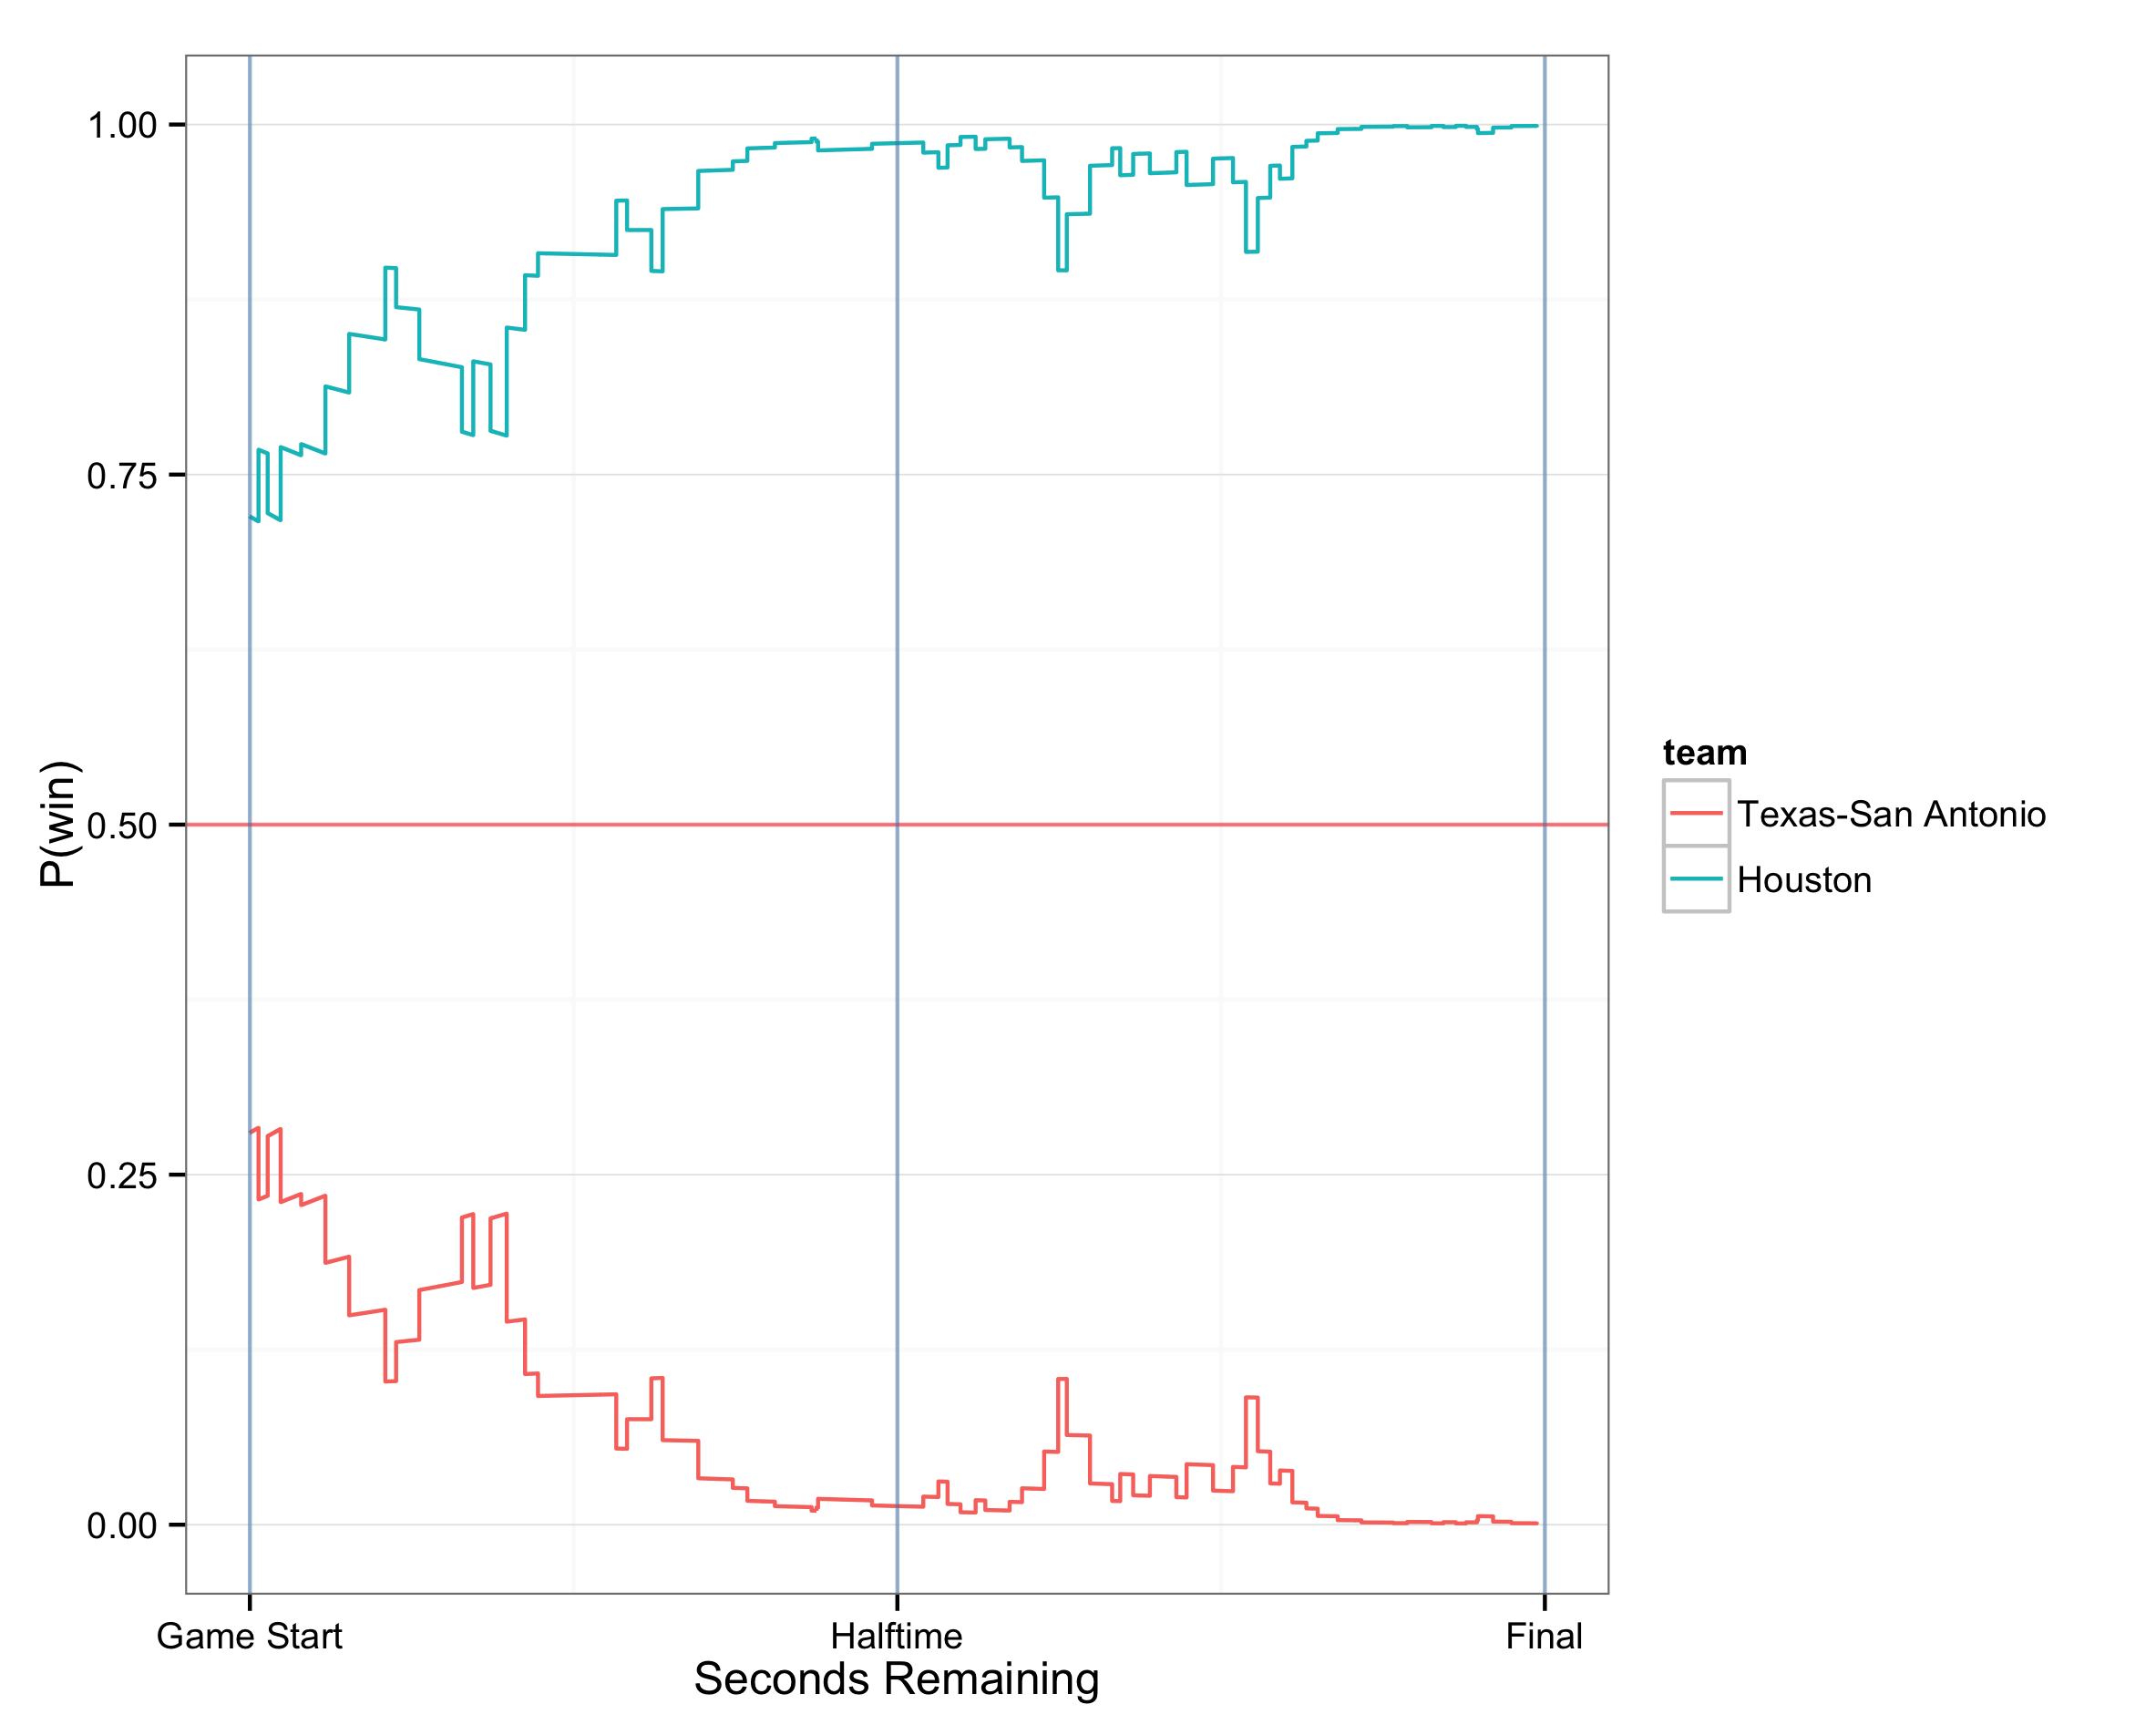 1.00
0.75
0.50
0.25
0.00
P(win)
Game Start
Halftime
Final
Seconds Remaining
team
Texas-San Antonio
Houston